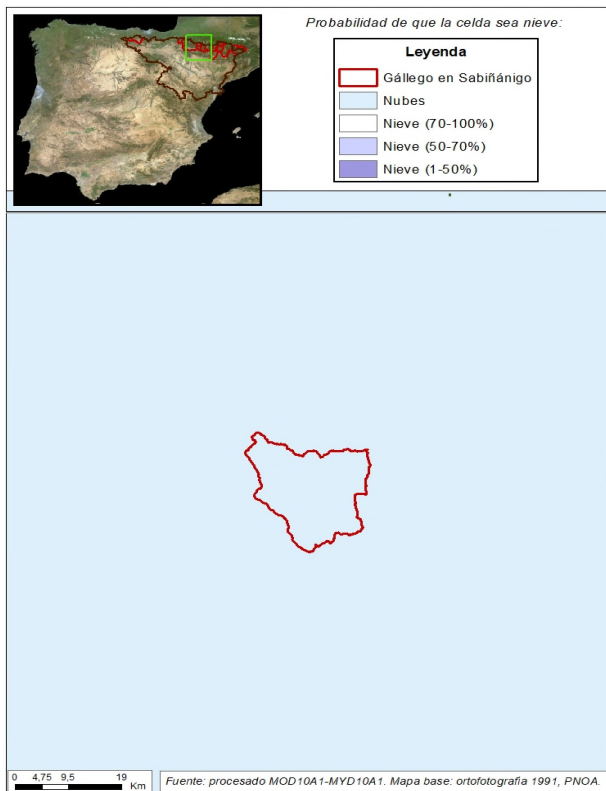 Probabilidad de que la celda sea nieve:
Leyenda
Gállego en Sabiñánigo
Nubes
Nieve (70-100%)
Nieve (50-70%)
Nieve (1-50%)
0 4,75 9,5 19
Km
Fuente: procesado MOD10A1-MYD10A1. Mapa base: ortofotografia 1991, PNOA.